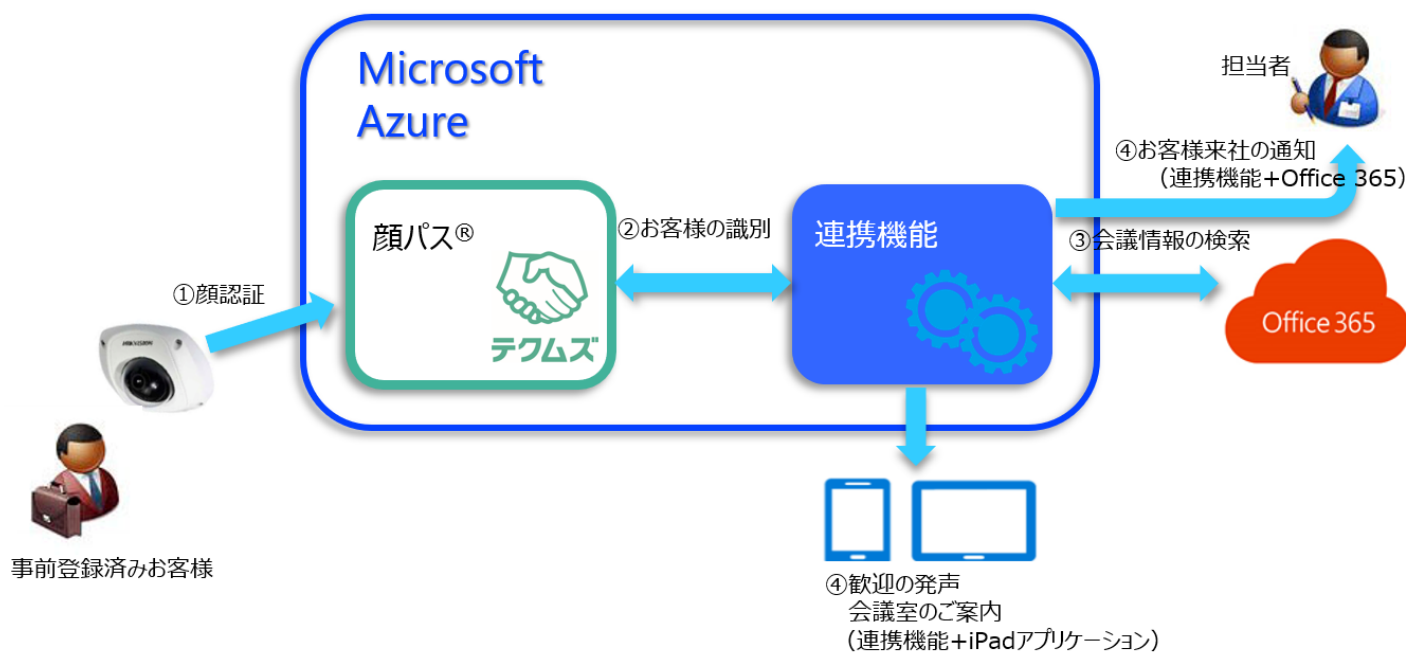 Microsoft
Azure
担当者
④お客様来社の通知
（連携機能+Office 365）
顔パス®
②お客様の識別
連携機能
③会議情報の検索
①顔認証
テクムズ
Office 365
HIKVISION
事前登録済みお客様
④歓迎の発声
会議室のご案内
（連携機能+iPadアプリケーション）